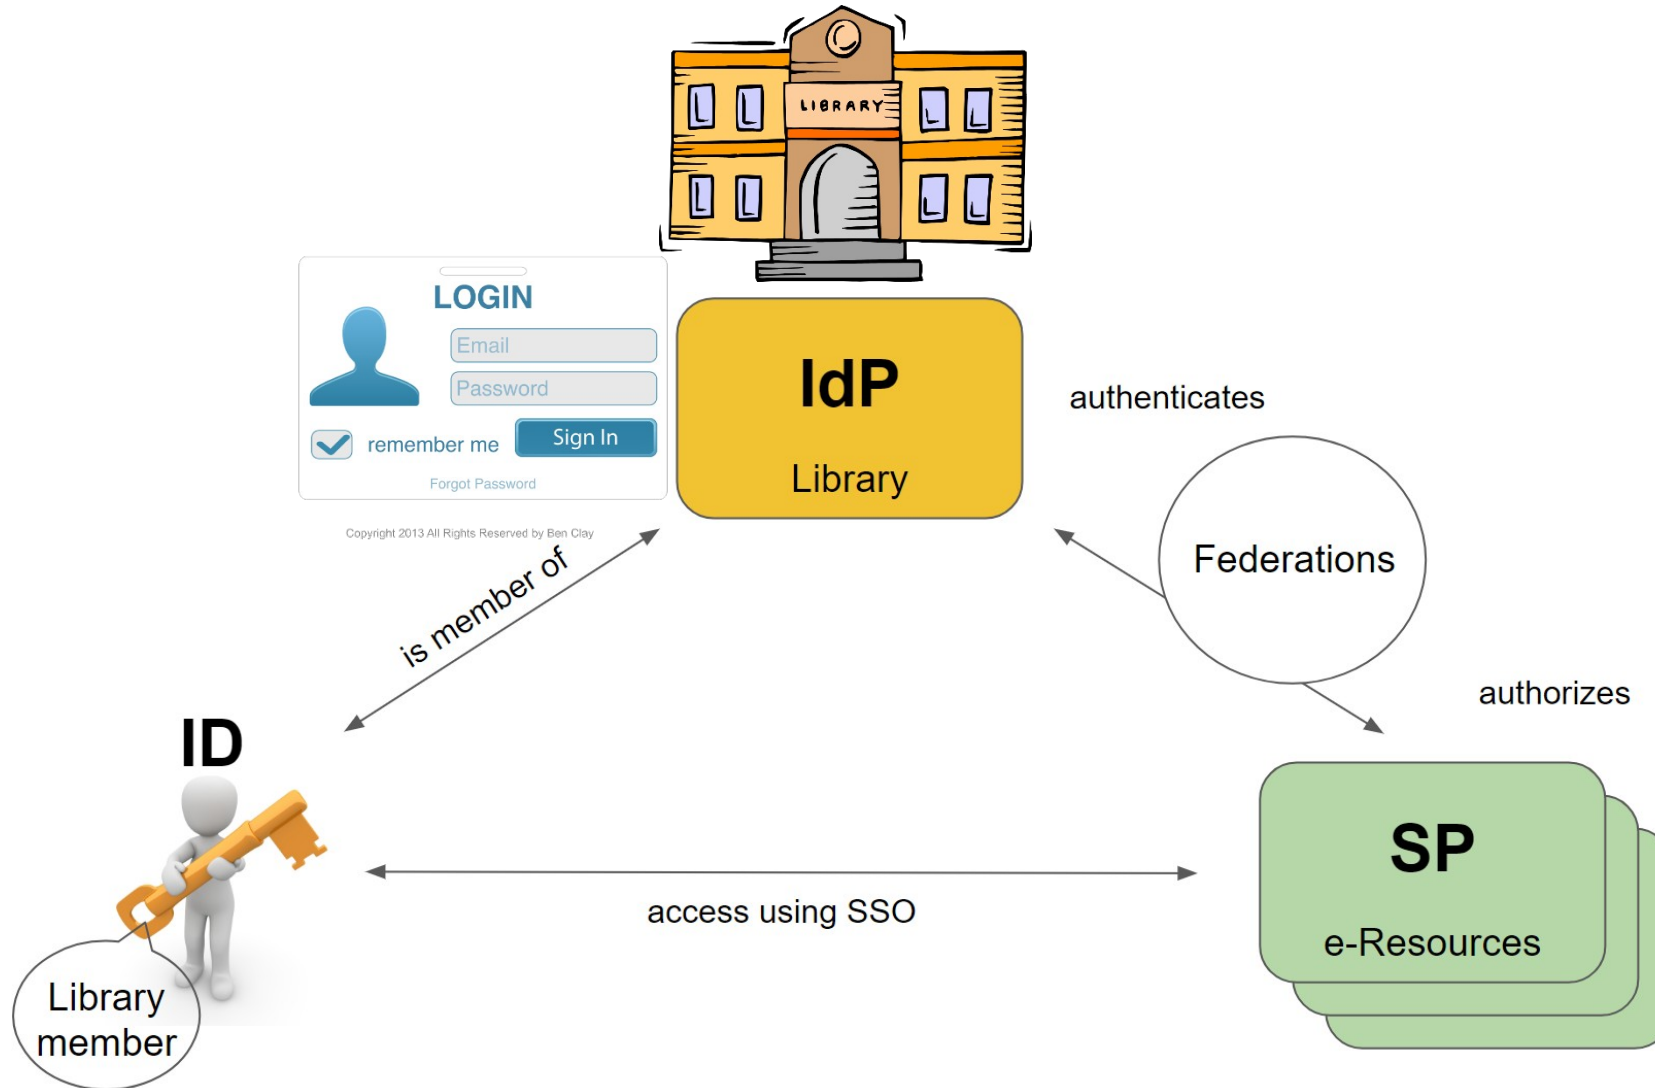 LIBRARY
LOGIN
Email
Password
remember me
Sign In
Forgot Password
Copyright 2013 All Rights Reserved by Ben Clay
IdP
Library
authenticates
Federations
is member of
authorizes
ID
Library
member
access using SSO
SP
e-Resources